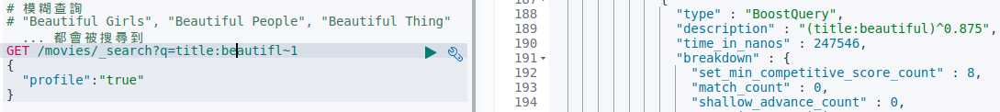 # 模糊查詢
# "Beautiful Girls", "Beautiful People", "Beautiful Thing"
... 都會被搜尋到
GET /movies/_search?q=title:beautifl~1
{
"profile":"true"
}
187
{
188 "type" : "BoostQuery",
189 "description" : "(title:beautiful)^0.875",
190 "time_in_nanos" : 247546,
191 "breakdown" : {
192 "set_min_competitive_score_count" : 8,
193 "match_count" : 0,
194 "shallow_advance_count" : 0,